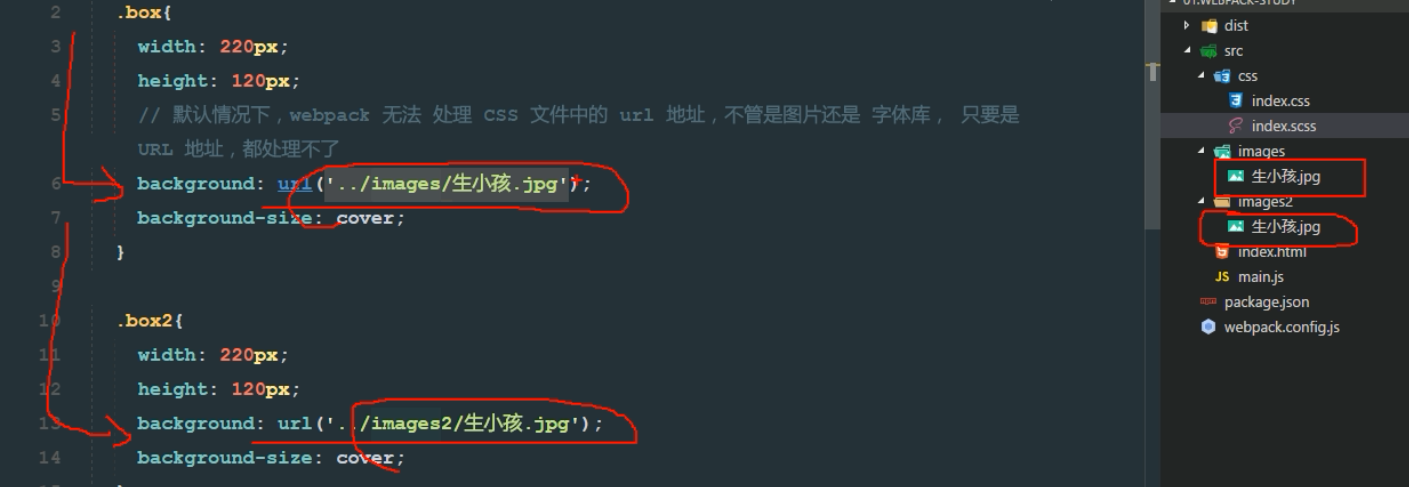 2 .box{
3 width: 220px;
4 height: 120px;
5 // 默认情况下，webpack 无法 处理 CSS 文件中的 url 地址，不管是图片还是 字体库， 只要是
URL 地址，都处理不了
6 background: url('../images/生小孩.jpg');
7 background-size: cover;
8 }
9
10 .box2{
11 width: 220px;
12 height: 120px;
13 background: url('../images2/生小孩.jpg');
14 background-size: cover;
01.WEBPACK-STUDY
dist
src
css
index.css
index.scss
images
生小孩.jpg
images2
生小孩.jpg
index.html
JS main.js
npm package.json
webpack.config.js